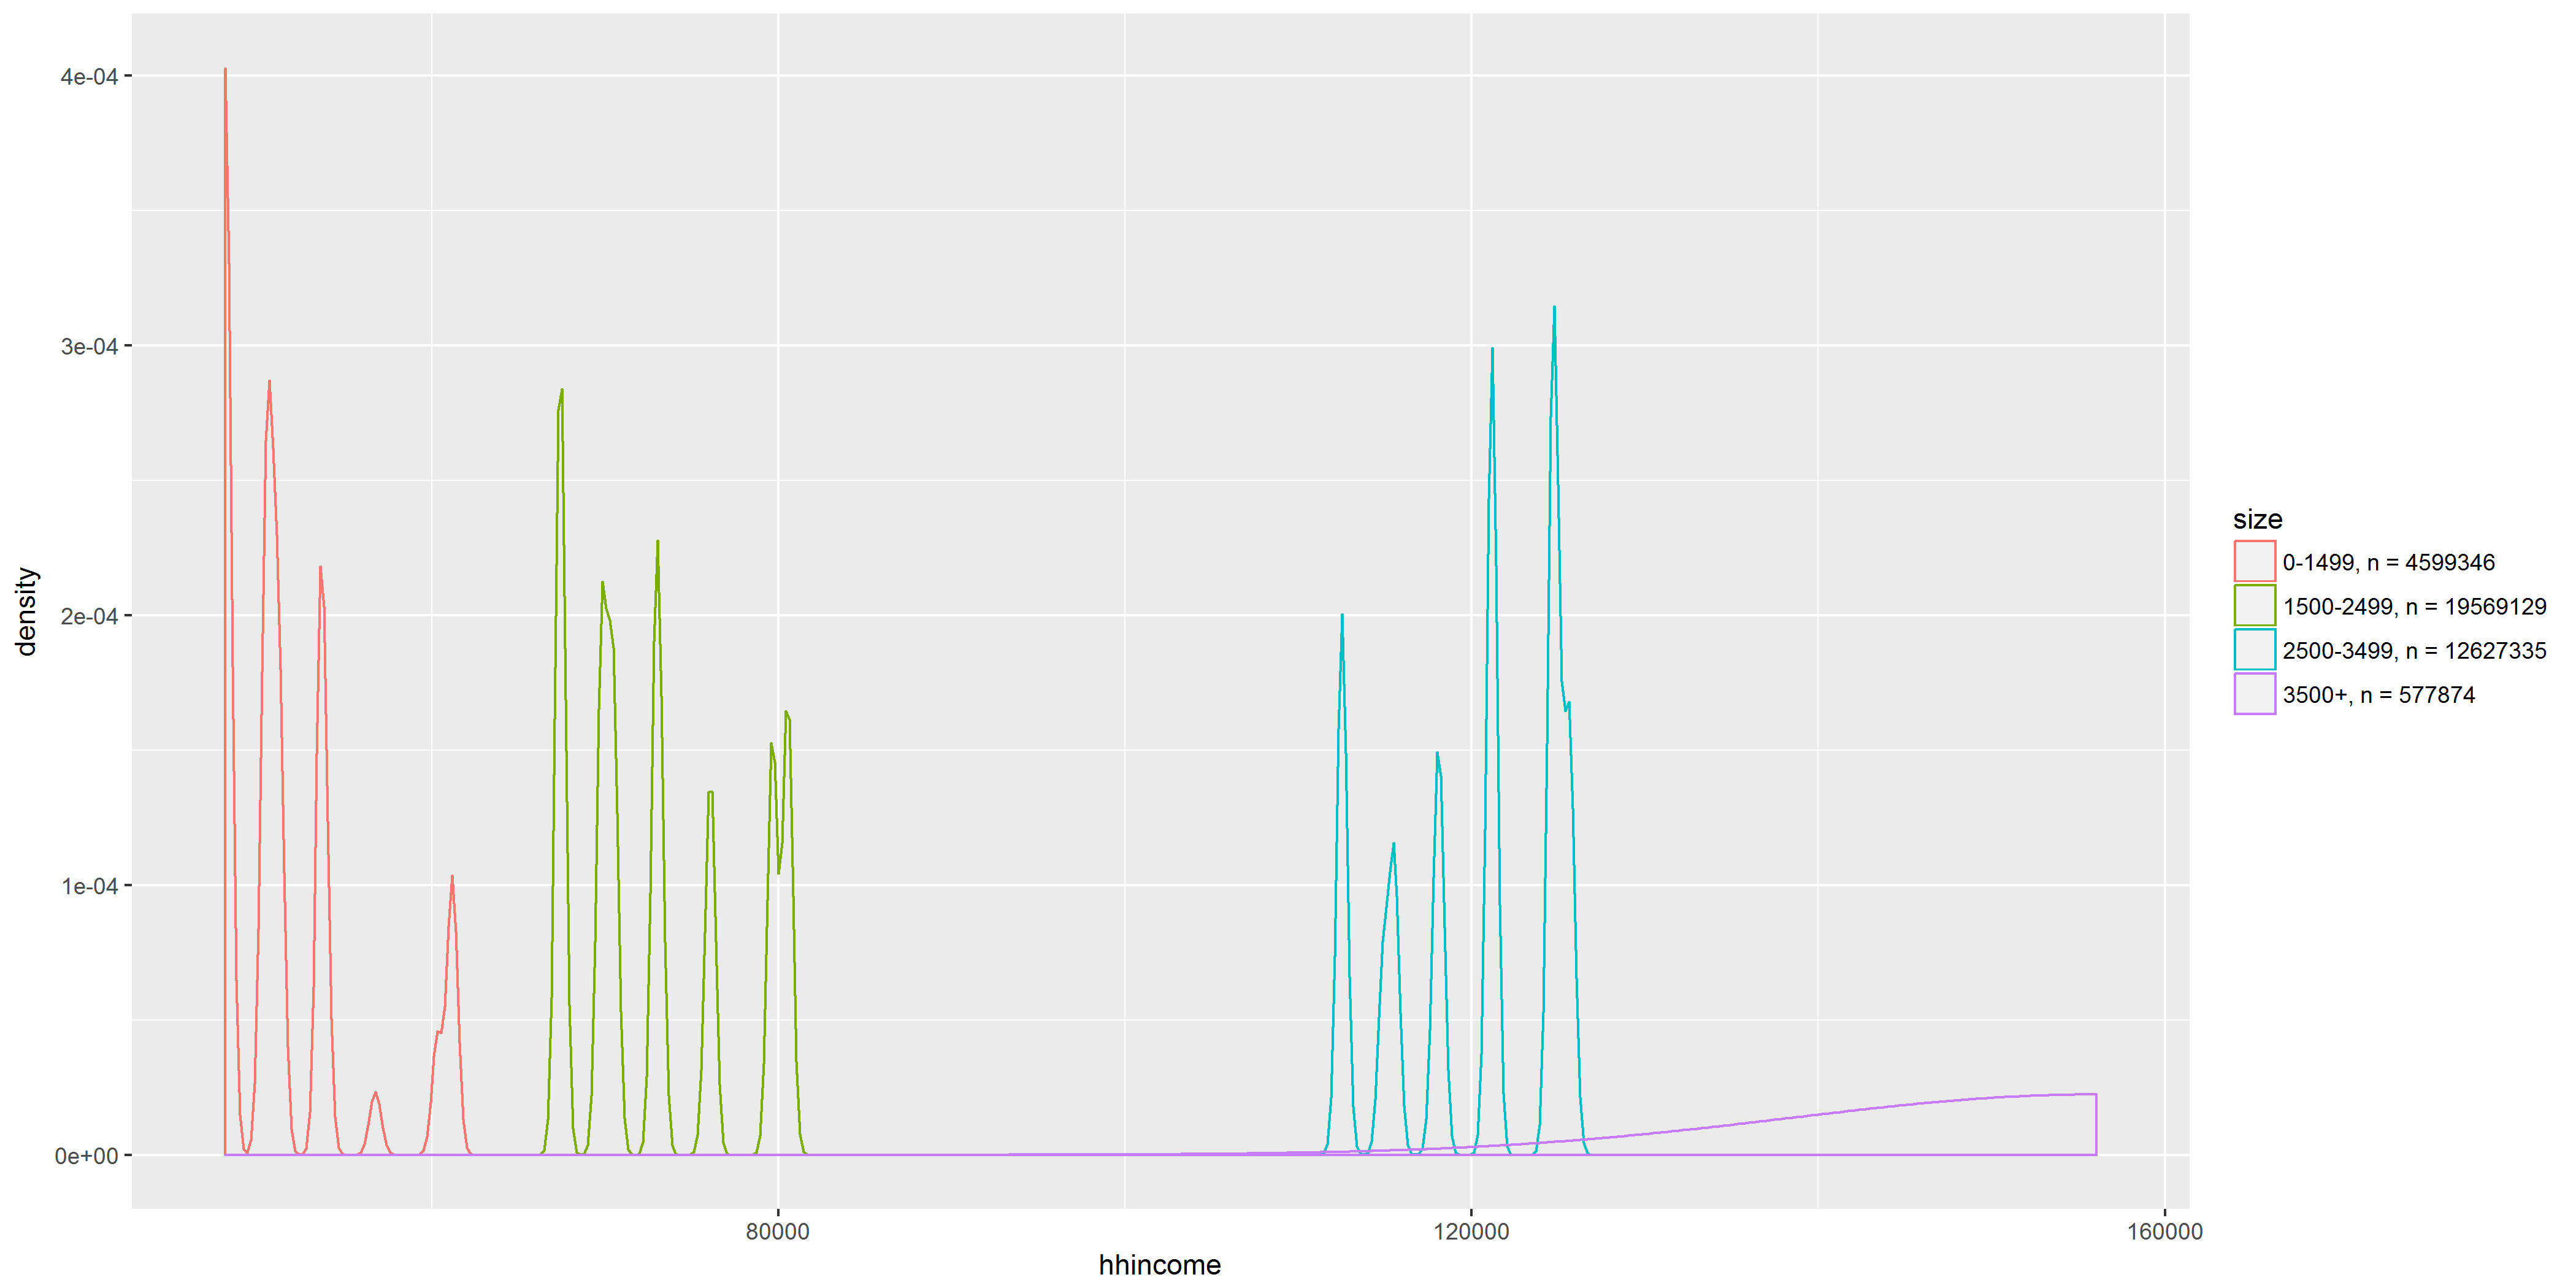 4e-04
3e-04
2e-04
1e-04
0e+00
density
80000
120000
160000
hhincome
size
0-1499, n = 4599346
1500-2499, n = 19569129
2500-3499, n = 12627335
3500+, n = 577874